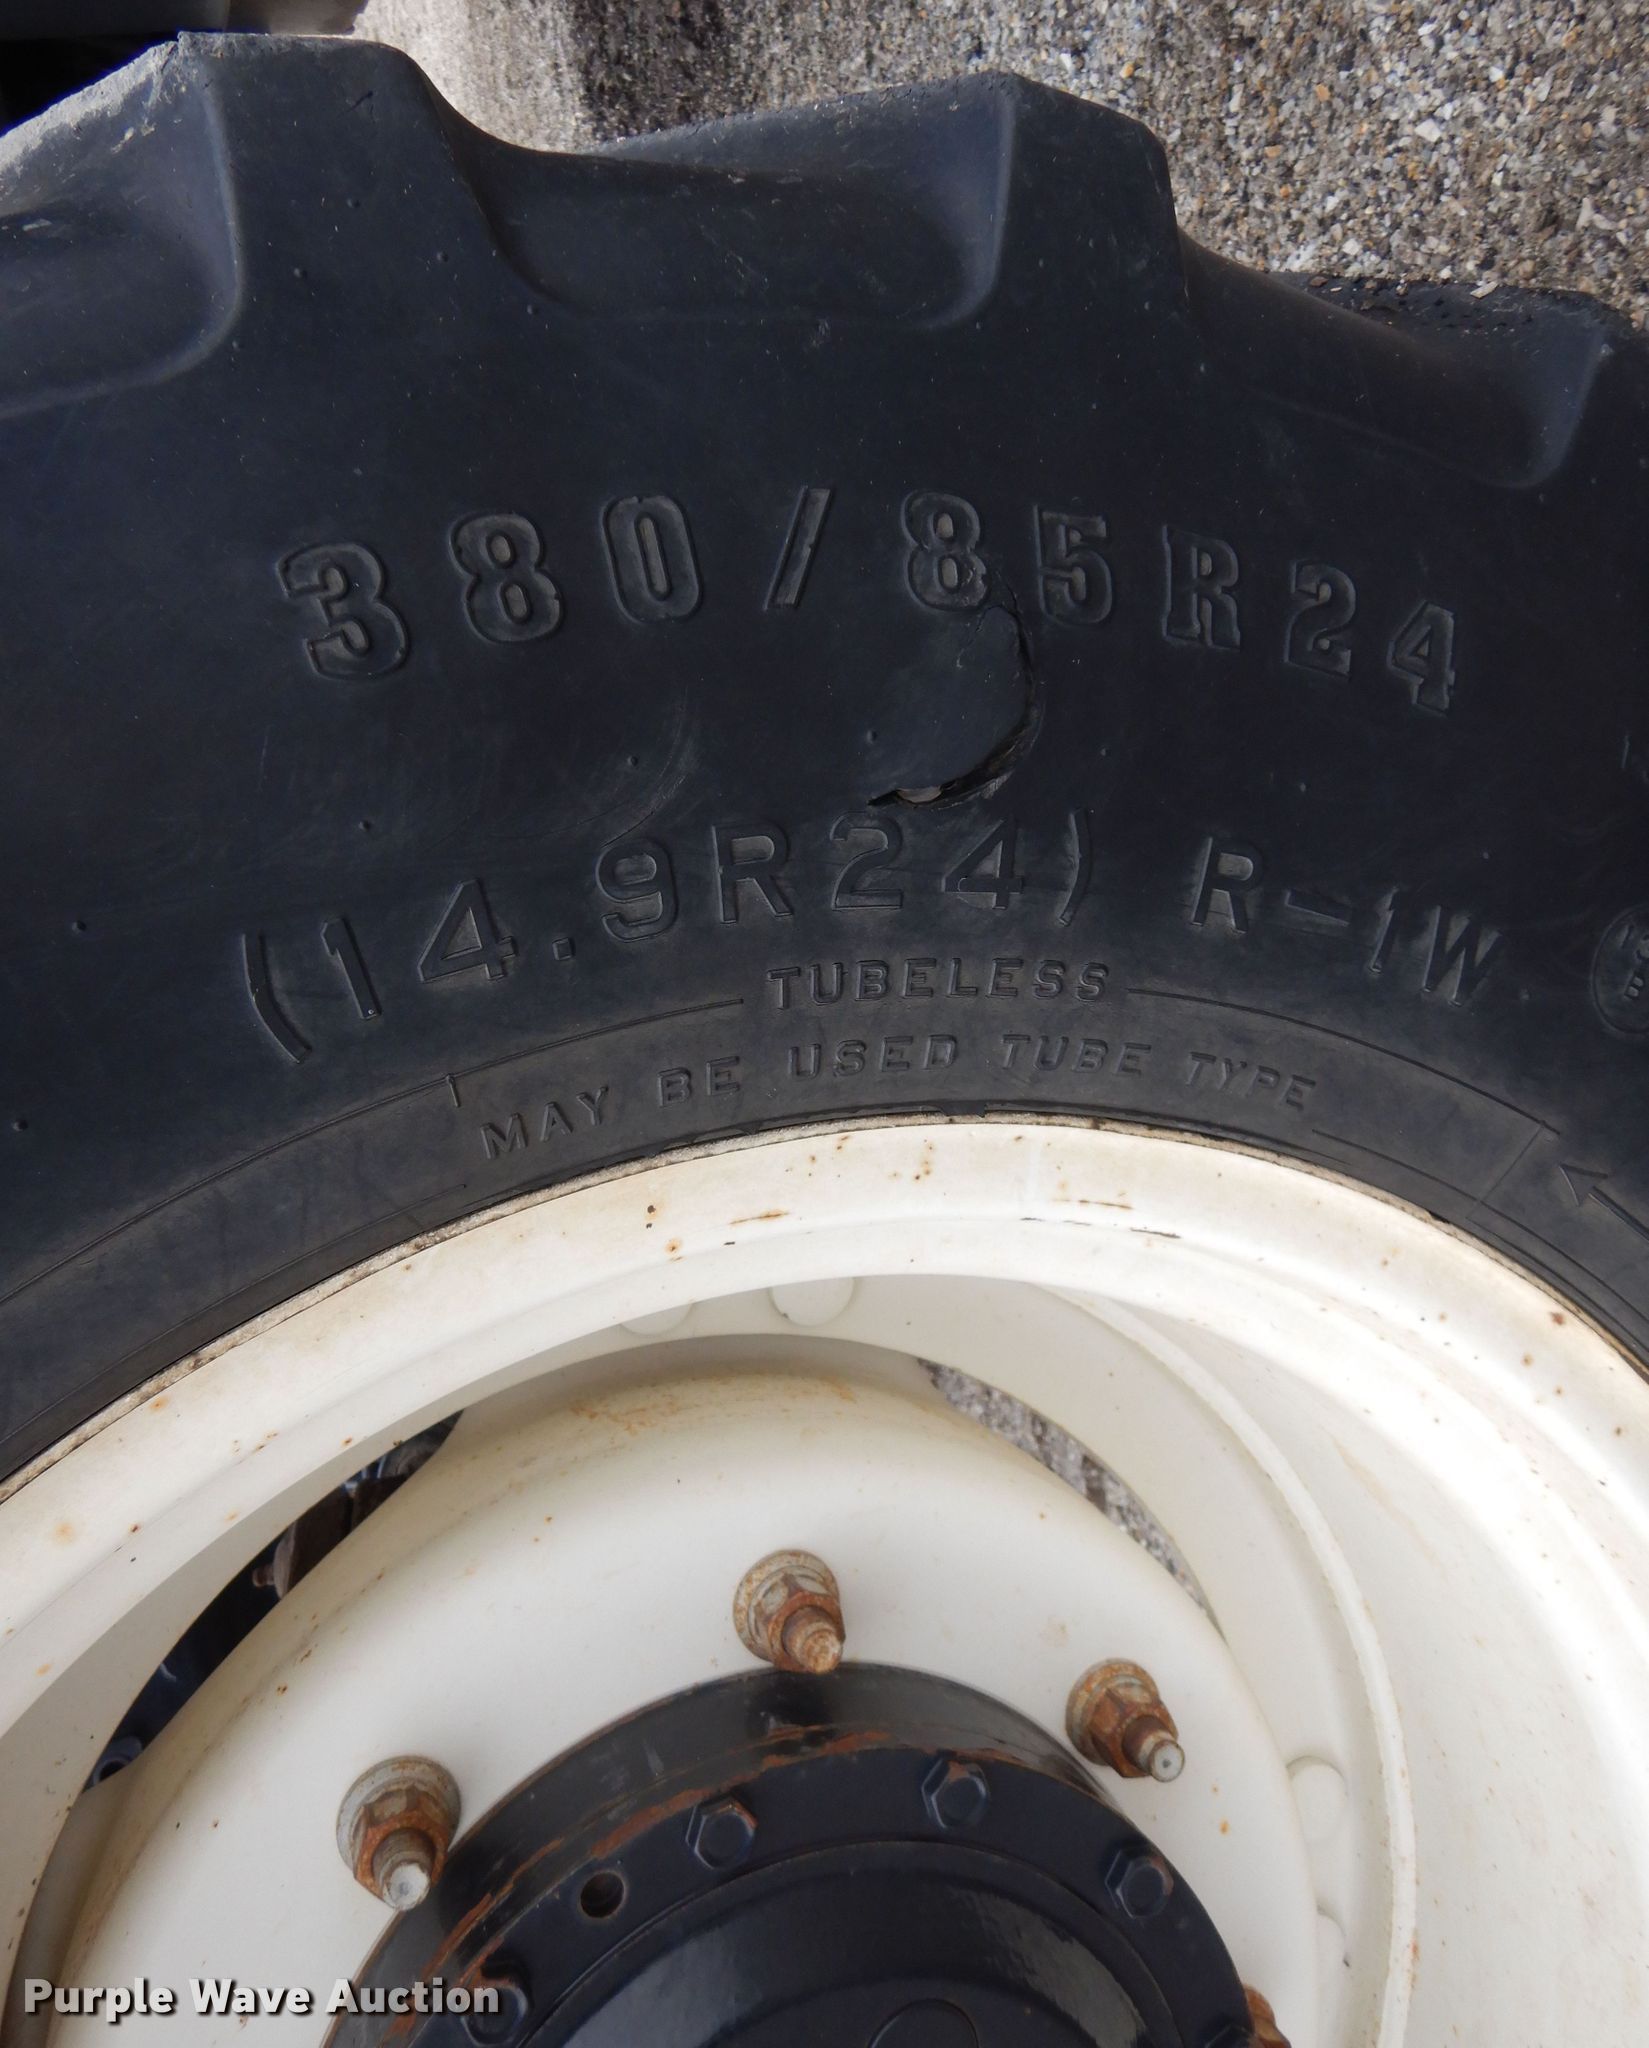 380/85R24
(14.9R24) R-1W
TUBELESS
MAY BE USED TUBE TYPE
Purple Wave Auction